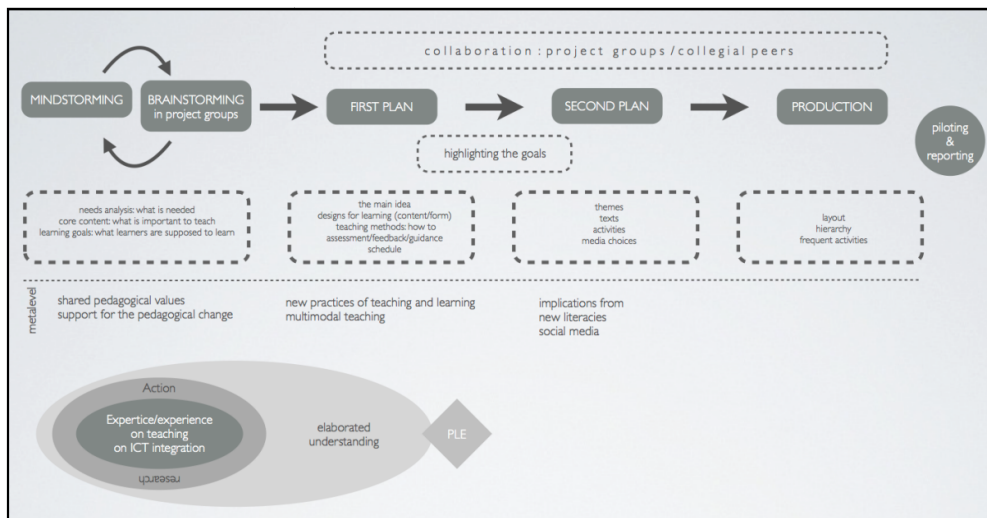 collaboration : project groups / collegial peers
MINDSTORMING
BRAINSTORMING
in project groups
FIRST PLAN
SECOND PLAN
PRODUCTION
piloting
&
reporting
highlighting the goals
needs analysis: what is needed
core content: what is important to teach
learning goals: what learners are supposed to learn
the main idea
designs for learning (content/form)
teaching methods: how to
assessment/feedback/guidance
schedule
themes
texts
activities
media choices
layout
hierarchy
frequent activities
metalevel
shared pedagogical values
support for the pedagogical change
new practices of teaching and learning
multimodal teaching
implications from
new literacies
social media
Action
Expertice/experience
on teaching
on ICT integration
research
elaborated
understanding
PLE